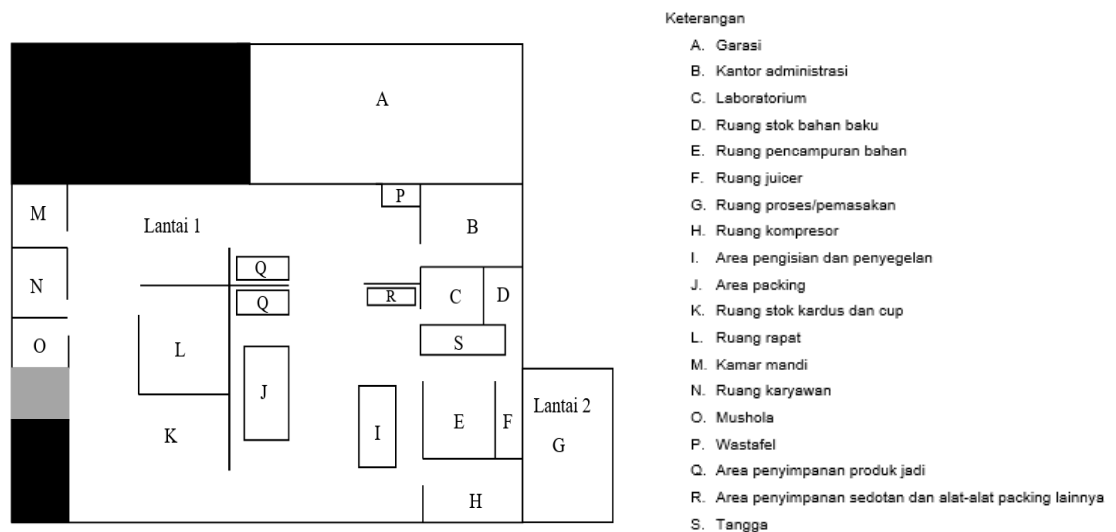 Keterangan
A. Garasi
B. Kantor administrasi
C. Laboratorium
D. Ruang stok bahan baku
E. Ruang pencampuran bahan
F. Ruang juicer
G. Ruang proses/pemasakan
H. Ruang kompresor
I. Area pengisian dan penyegelan
J. Area packing
K. Ruang stok kardus dan cup
L. Ruang rapat
M. Kamar mandi
N. Ruang karyawan
O. Mushola
P. Wastafel
Q. Area penyimpanan produk jadi
R. Area penyimpanan sedotan dan alat-alat packing lainnya
S. Tangga
A
P
M
Lantai 1
B
Q
N
Q
R
C
D
O
L
S
J
Lantai 2
K
I
E
F
G
H